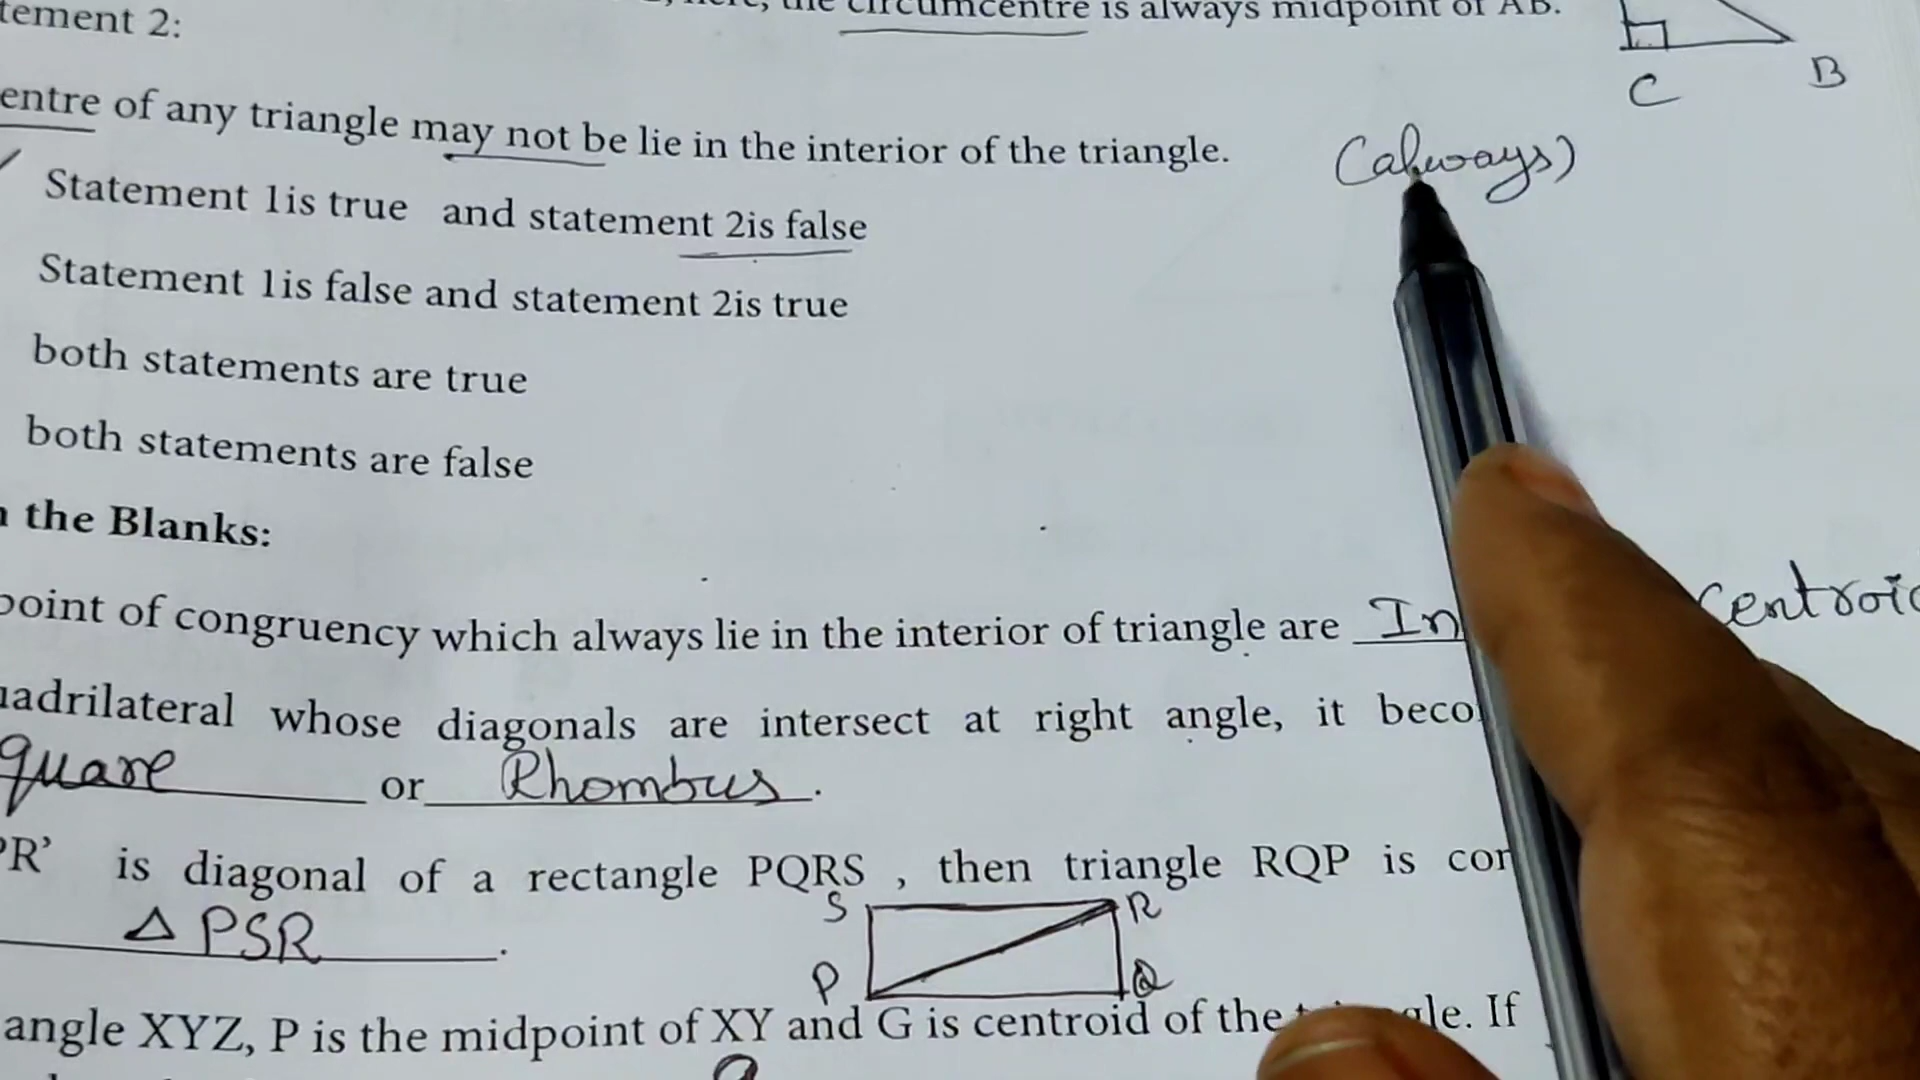 circumcentre is always midpoint of AB.
tement 2:
C B
entre of any triangle may not be lie in the interior of the triangle. (always)
Statement 1is true and statement 2is false
Statement 1is false and statement 2is true
both statements are true
both statements are false
the Blanks:
point of congruency which always lie in the interior of triangle are In centroi
uadrilateral whose diagonals are intersect at right angle, it beco
quare or Rhombus.
PR' is diagonal of a rectangle PQRS , then triangle RQP is con
S R
Δ PSR.
P Q
angle XYZ, P is the midpoint of XY and G is centroid of the If